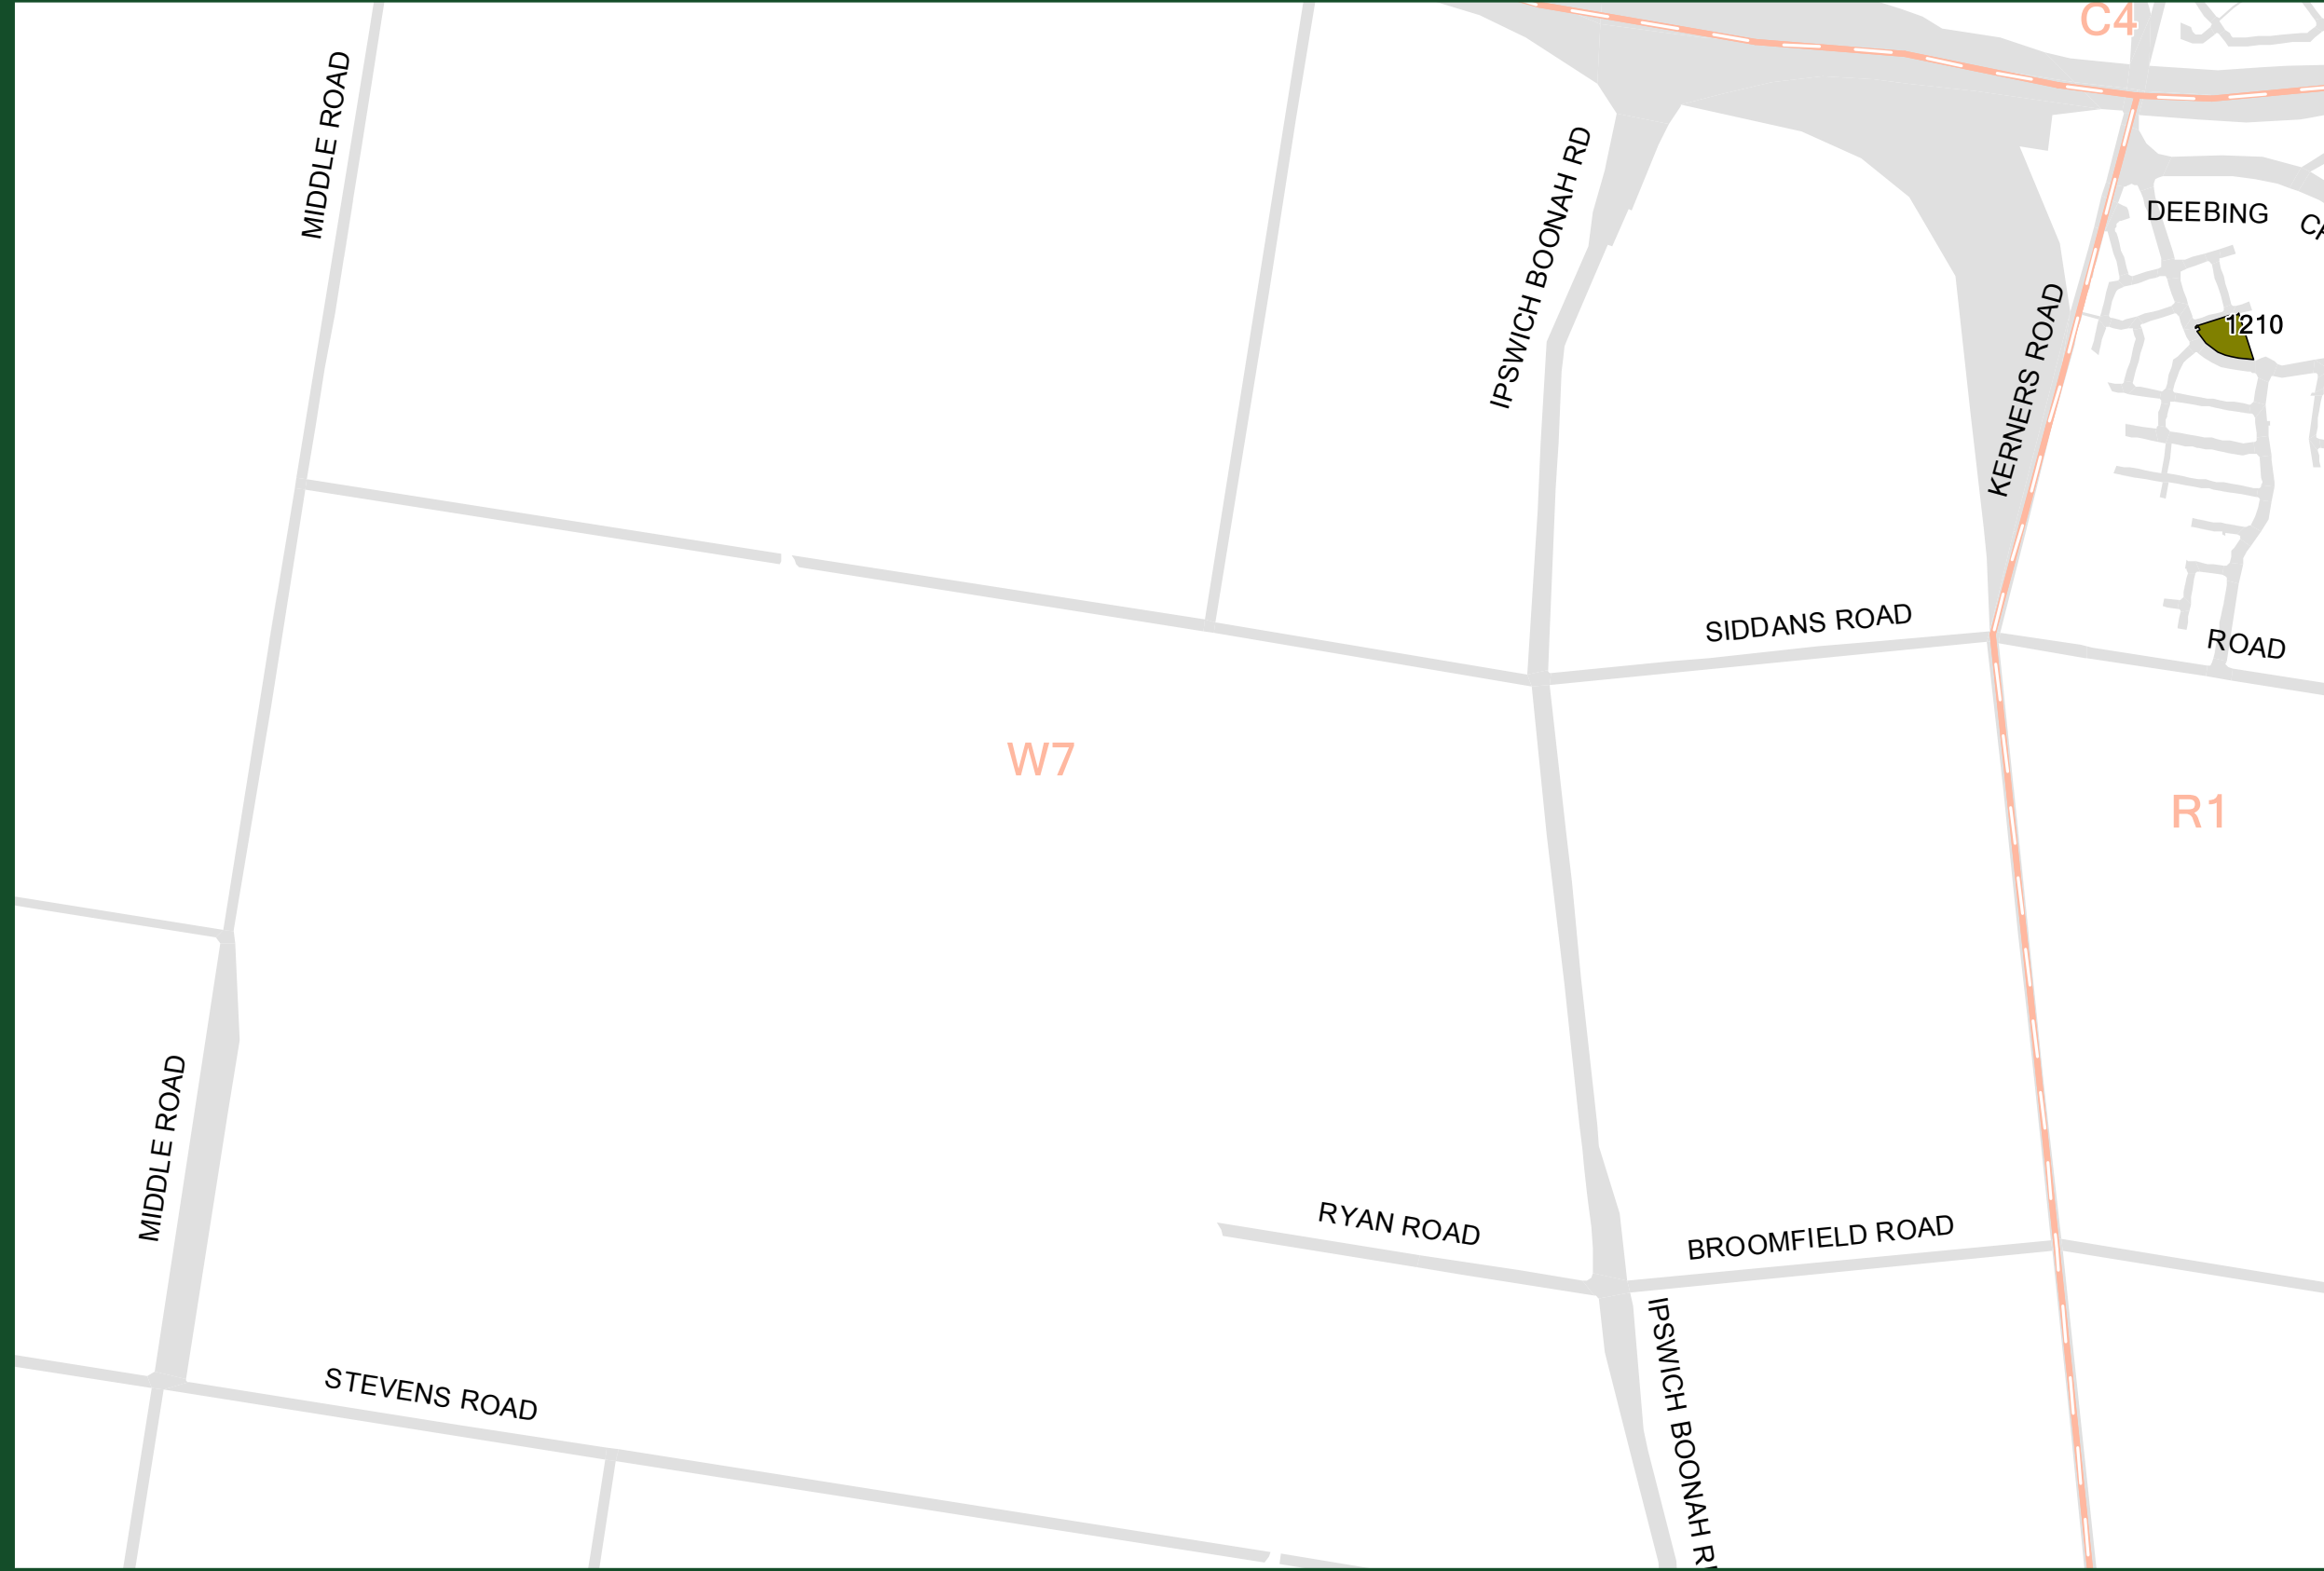 C4
MIDDLE ROAD
IPSWICH BOONAH RD
DEEBING
KERNERS ROAD
1210
SIDDANS ROAD
ROAD
W7
R1
MIDDLE ROAD
RYAN ROAD
BROOMFIELD ROAD
IPSWICH BOONAH
STEVENS ROAD